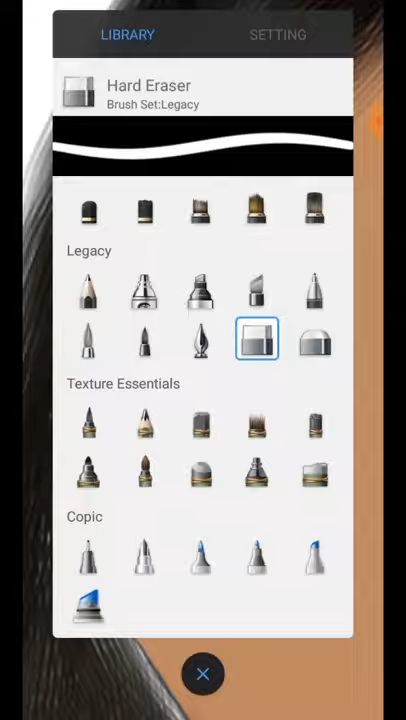 LIBRARY
SETTING
Hard Eraser
Brush Set:Legacy
Legacy
Texture Essentials
Copic